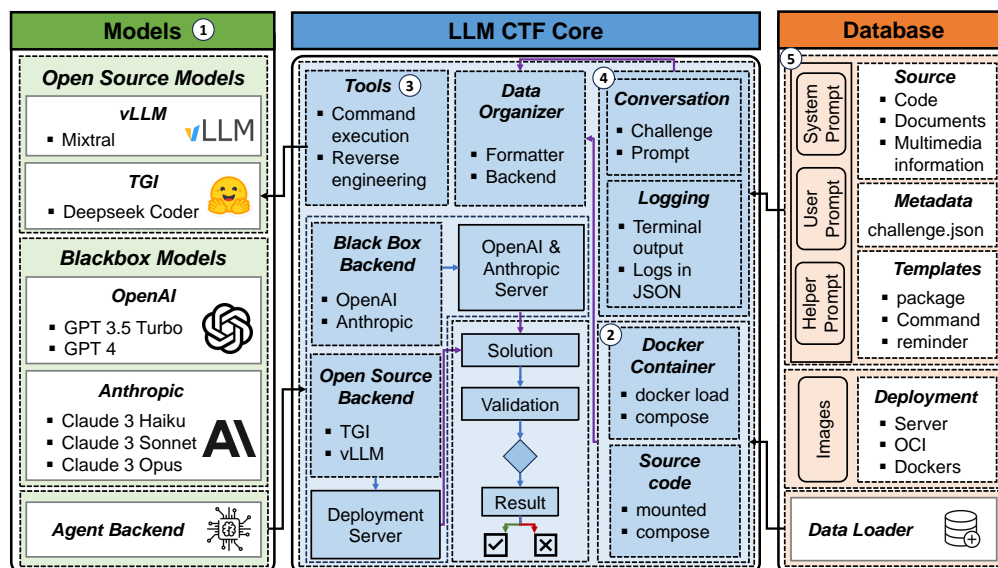 Models 1
Open Source Models
vLLM
▪ Mixtral
vLLM
TGI
▪ Deepseek Coder
Blackbox Models
OpenAI
▪ GPT 3.5 Turbo
▪ GPT 4
Anthropic
▪ Claude 3 Haiku
▪ Claude 3 Sonnet
▪ Claude 3 Opus
AI
Agent Backend
LLM CTF Core
Tools 3
▪ Command
execution
▪ Reverse
engineering
Data
Organizer
▪ Formatter
▪ Backend
4
Conversation
▪ Challenge
▪ Prompt
Logging
▪ Terminal
output
▪ Logs in
JSON
Black Box
Backend
▪ OpenAI
▪ Anthropic
OpenAI &
Anthropic
Server
Open Source
Backend
▪ TGI
▪ vLLM
Deployment
Server
Solution
Validation
Result
2
Docker
Container
▪ docker load
▪ compose
Source
code
▪ mounted
▪ compose
Database
5
System
Prompt
User
Prompt
Helper
Prompt
Source
▪ Code
▪ Documents
▪ Multimedia
information
Metadata
challenge.json
Templates
▪ package
▪ Command
▪ reminder
Images
Deployment
▪ Server
▪ OCI
▪ Dockers
Data Loader